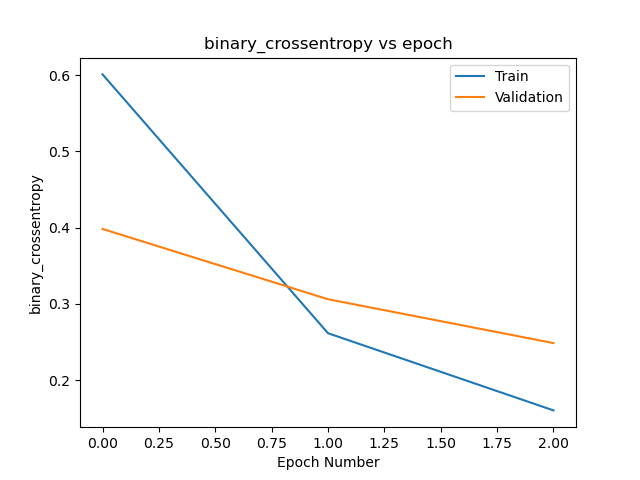 binary_crossentropy vs epoch
Train
Validation
0.6
0.5
0.4
0.3
0.2
binary_crossentropy
0.00 0.25 0.50 0.75 1.00 1.25 1.50 1.75 2.00
Epoch Number